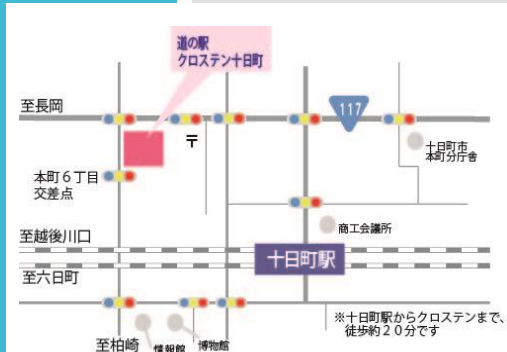 道の駅
クロステン十日町
至長岡
117
〒
十日町市
本町分庁舎
本町６丁目
交差点
商工会議所
至越後川口
十日町駅
至六日町
※十日町駅からクロステンまで、
徒歩約２０分です
至柏崎
情報館
博物館